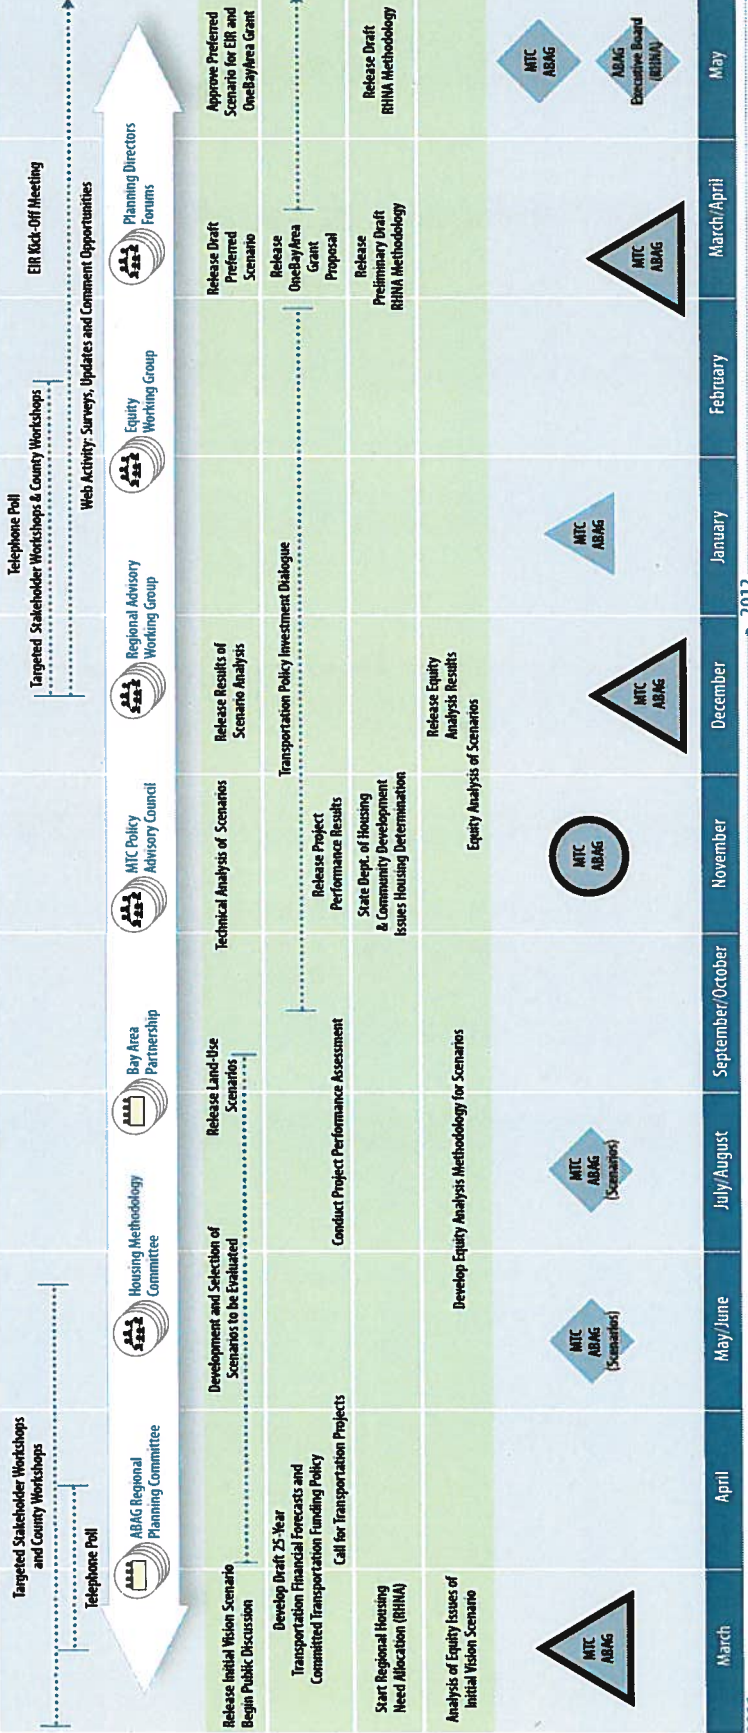 Targeted Stakeholder Workshops
and County Workshops
Telephone Poll
Telephone Poll
Targeted Stakeholder Workshops & County Workshops
Web Activity: Surveys, Updates and Comment Opportunities
EIR Kick-Off Meeting
ABAG Regional
Planning Committee
Housing Methodology
Committee
Bay Area
Partnership
MTC Policy
Advisory Council
Regional Advisory
Working Group
Equity
Working Group
Planning Directors
Forums
Release Initial Vision Scenario
Begin Public Discussion
Development and Selection of
Scenarios to be Evaluated
Release Land-Use
Scenarios
Technical Analysis of Scenarios
Release Results of
Scenario Analysis
Release Draft
Preferred
Scenario
Approve Preferred
Scenario for EIR and
OneBayArea Grant
Develop Draft 25-Year
Transportation Financial Forecasts and
Committed Transportation Funding Policy
Call for Transportation Projects
Conduct Project Performance Assessment
Transportation Policy Investment Dialogue
Release Project
Performance Results
Release
OneBayArea
Grant
Proposal
Start Regional Housing
Need Allocation (RHNA)
State Dept. of Housing
& Community Development
Issues Housing Determination
Release
Preliminary Draft
RHNA Methodology
Release Draft
RHNA Methodology
Analysis of Equity Issues of
Initial Vision Scenario
Develop Equity Analysis Methodology for Scenarios
Release Equity
Analysis Results
Equity Analysis of Scenarios
MTC
ABAG
MTC
ABAG
(Scenarios)
MTC
ABAG
(Scenarios)
MTC
ABAG
MTC
ABAG
MTC
ABAG
MTC
ABAG
MTC
ABAG
ABAG
Executive Board
(RHNA)
March
April
May/June
July/August
September/October
November
December
January
February
March/April
May
2012